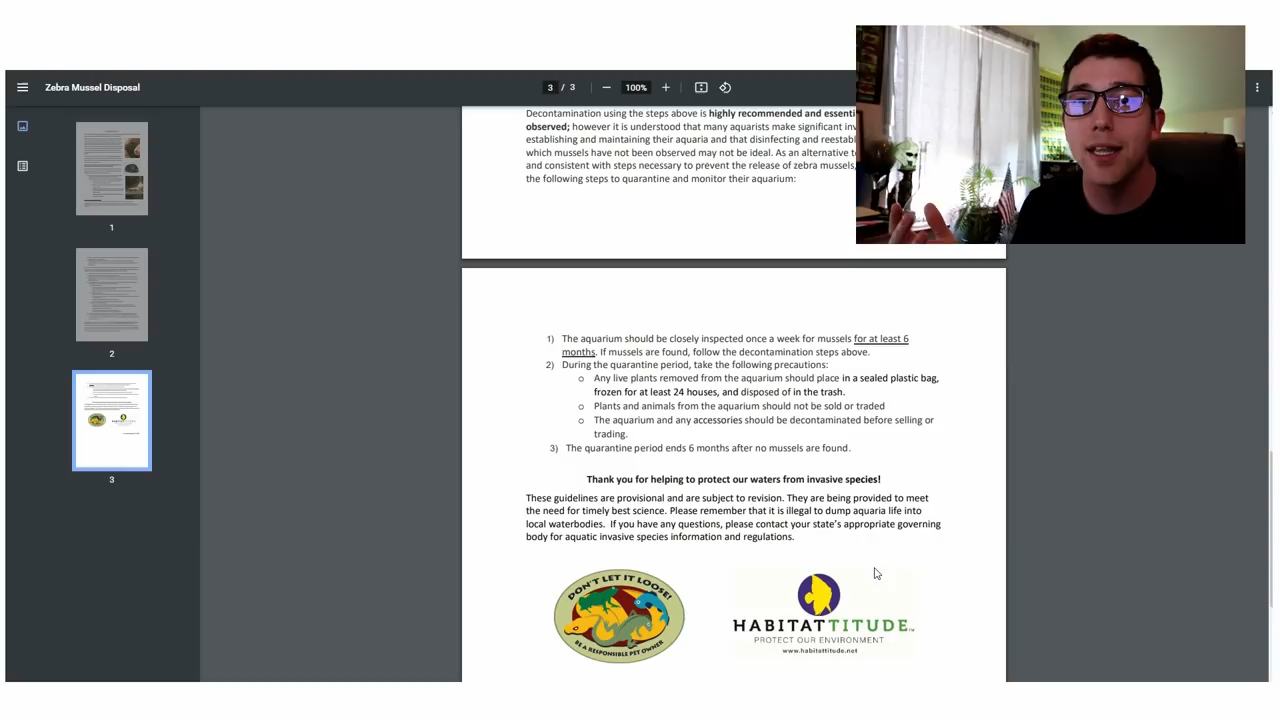 Zebra Mussel Disposal
3 / 3
100%
Decontamination using the steps above is highly recommended and
observed; however it is understood that many aquarists make significant
establishing and maintaining their aquaria and that disinfecting and
which mussels have not been observed may not be ideal. As an alternative
and consistent with steps necessary to prevent the release of zebra mussels,
the following steps to quarantine and monitor their aquarium:
1
2
3
1) The aquarium should be closely inspected once a week for mussels for at least 6
months. If mussels are found, follow the decontamination steps above.
2) During the quarantine period, take the following precautions:
o Any live plants removed from the aquarium should place in a sealed plastic bag,
frozen for at least 24 houses, and disposed of in the trash.
o Plants and animals from the aquarium should not be sold or traded
o The aquarium and any accessories should be decontaminated before selling or
trading.
3) The quarantine period ends 6 months after no mussels are found.
Thank you for helping to protect our waters from invasive species!
These guidelines are provisional and are subject to revision. They are being provided to meet
the need for timely best science. Please remember that it is illegal to dump aquaria life into
local waterbodies. If you have any questions, please contact your state's appropriate governing
body for aquatic invasive species information and regulations.
DON'T LET IT LOOSE!
BE A RESPONSIBLE PET OWNER
HABITATTITUDE™
PROTECT OUR ENVIRONMENT
www.habitattitude.net